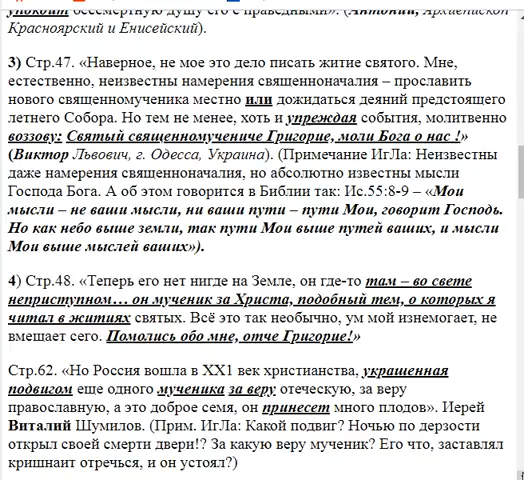 упокоит бессмертную душу его с праведными». (Антоний, Архиепископ
Красноярский и Енисейский).
3) Стр.47. «Наверное, не мое это дело писать житие святого. Мне,
естественно, неизвестны намерения священноначалия – прославить
нового священномученика местно или дожидаться деяний предстоящего
летнего Собора. Но тем не менее, хоть и упреждая события, молитвенно
воззову: Святый священномучениче Григорие, моли Бога о нас !»
(Виктор Львович, г. Одесса, Украина). (Примечание ИгЛа: Неизвестны
даже намерения священноначалия, но абсолютно известны мысли
Господа Бога. А об этом говорится в Библии так: Ис.55:8-9 – «Мои
мысли – не ваши мысли, ни ваши пути – пути Мои, говорит Господь.
Но как небо выше земли, так пути Мои выше путей ваших, и мысли
Мои выше мыслей ваших»).
4) Стр.48. «Теперь его нет нигде на Земле, он где-то там – во свете
неприступном… он мученик за Христа, подобный тем, о которых я
читал в житиях святых. Всё это так необычно, ум мой изнемогает, не
вмещает сего. Помолись обо мне, отче Григорие!»
Стр.62. «Но Россия вошла в XX1 век христианства, украшенная
подвигом еще одного мученика за веру отеческую, за веру
православную, а это доброе семя, он принесет много плодов». Иерей
Виталий Шумилов. (Прим. ИгЛа: Какой подвиг? Ночью по дерзости
открыл своей смерти двери!? За какую веру мученик? Его что, заставлял
кришнаит отречься, и он устоял?)